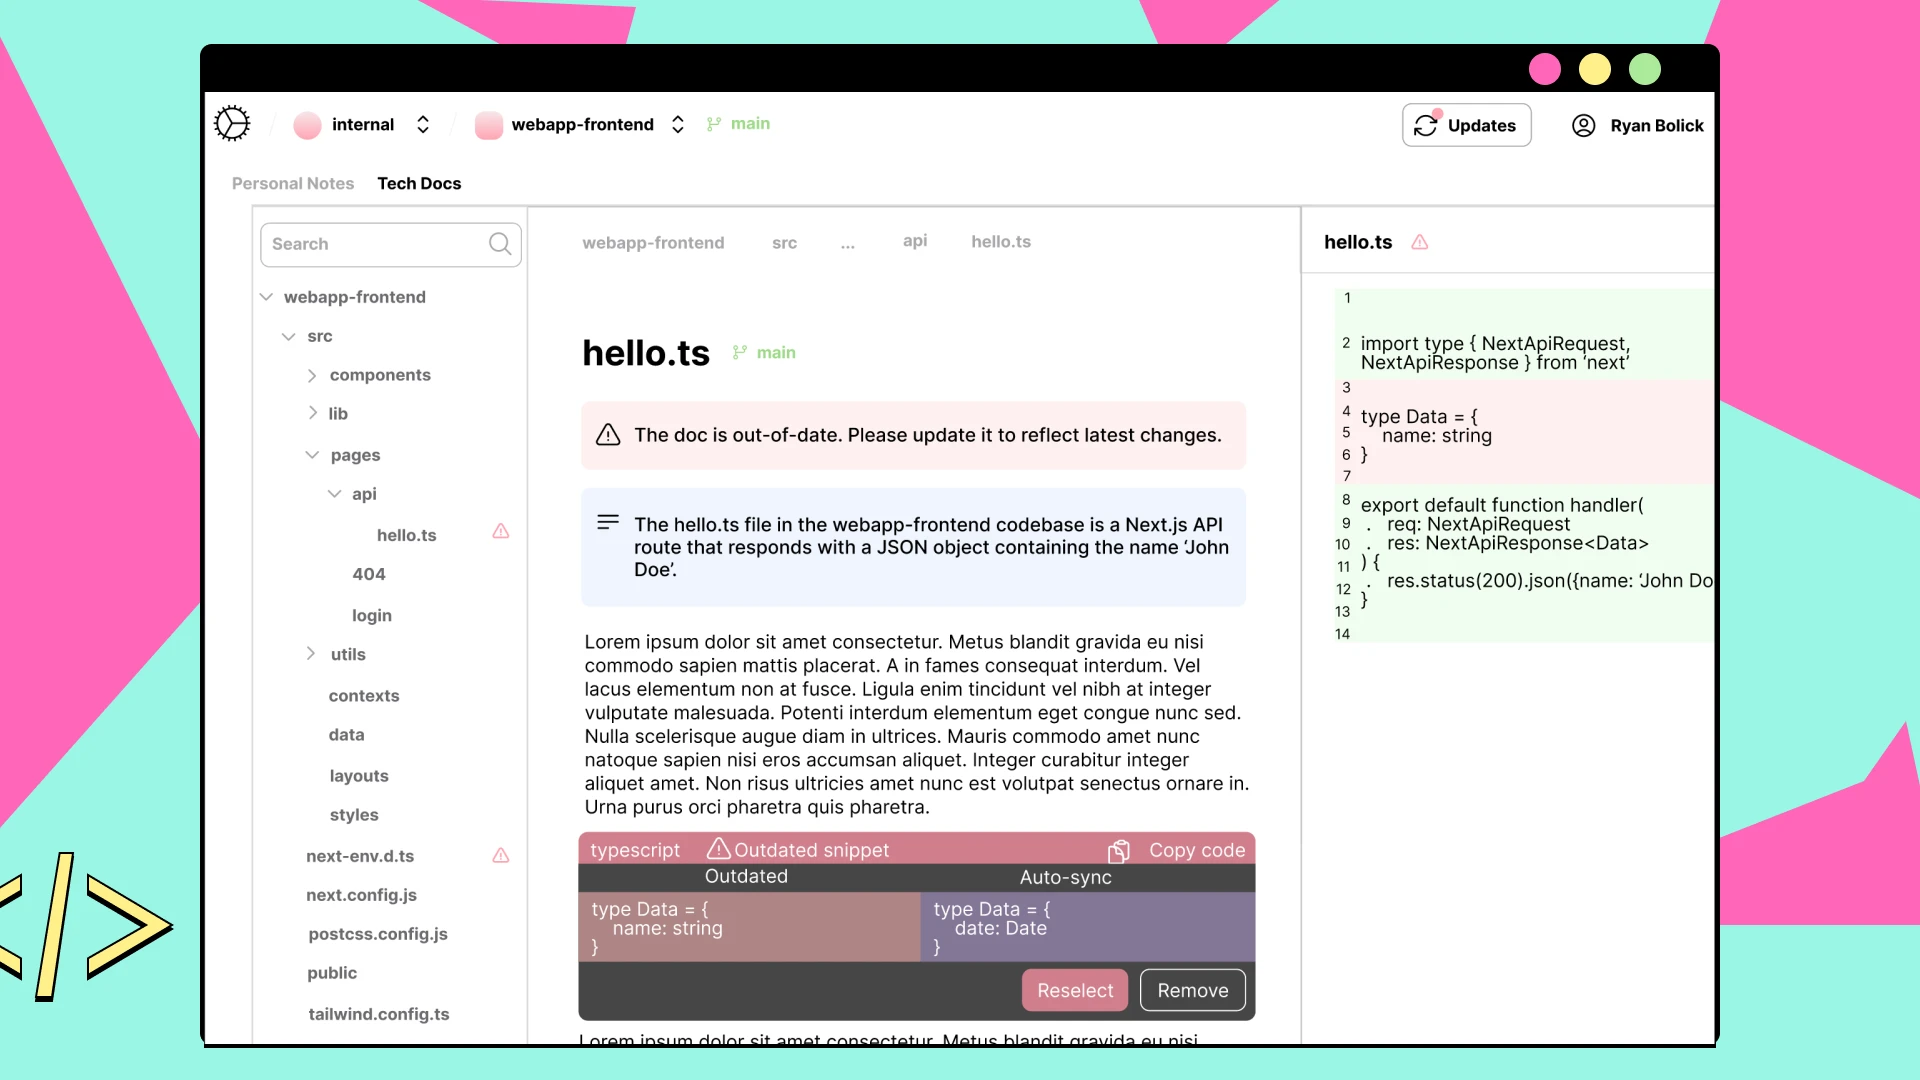 internal
webapp-frontend
main
Updates
Ryan Bolick
Personal Notes
Tech Docs
Search
webapp-frontend
src
components
lib
pages
api
hello.ts
404
login
utils
contexts
data
layouts
styles
next-env.d.ts
next.config.js
postcss.config.js
public
tailwind.config.ts
webapp-frontend
src
...
api
hello.ts
hello.ts
main
The doc is out-of-date. Please update it to reflect latest changes.
The hello.ts file in the webapp-frontend codebase is a Next.js API
route that responds with a JSON object containing the name ‘John
Doe’.
Lorem ipsum dolor sit amet consectetur. Metus blandit gravida eu nisi
commodo sapien mattis placerat. A in fames consequat interdum. Vel
lacus elementum non at fusce. Ligula enim tincidunt vel nibh at integer
vulputate malesuada. Potenti interdum elementum eget congue nunc sed.
Nulla scelerisque augue diam in ultrices. Mauris commodo amet nunc
natoque sapien nisi eros accumsan aliquet. Integer curabitur integer
aliquet amet. Non risus ultricies amet nunc est volutpat senectus ornare in.
Urna purus orci pharetra quis pharetra.
typescript
Outdated snippet
Copy code
Outdated
Auto-sync
type Data = {
name: string
}
type Data = {
date: Date
}
Reselect
Remove
Lorem ipsum dolor sit amet consectetur. Metus blandit gravida eu nisi
hello.ts
1
2 import type { NextApiRequest,
NextApiResponse } from ‘next’
3
4 type Data = {
5 name: string
6 }
7
8 export default function handler(
9 . req: NextApiRequest
10 . res: NextApiResponse<Data>
11 ) {
12 . res.status(200).json({name: ‘John Do
13 }
14
</>